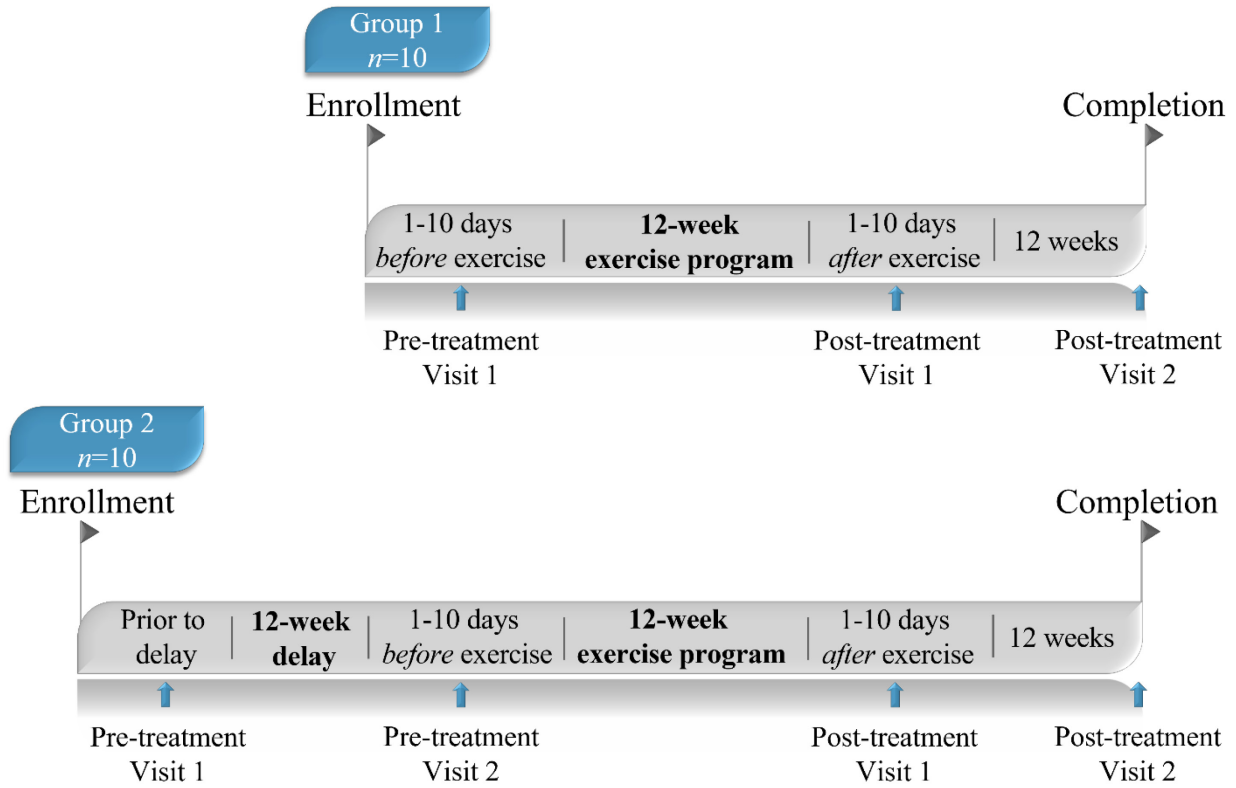 Group 1
n=10
Enrollment
Completion
1-10 days
before exercise
12-week
exercise program
1-10 days
after exercise
12 weeks
Pre-treatment
Visit 1
Post-treatment
Visit 1
Post-treatment
Visit 2
Group 2
n=10
Enrollment
Completion
Prior to
delay
12-week
delay
1-10 days
before exercise
12-week
exercise program
1-10 days
after exercise
12 weeks
Pre-treatment
Visit 1
Pre-treatment
Visit 2
Post-treatment
Visit 1
Post-treatment
Visit 2